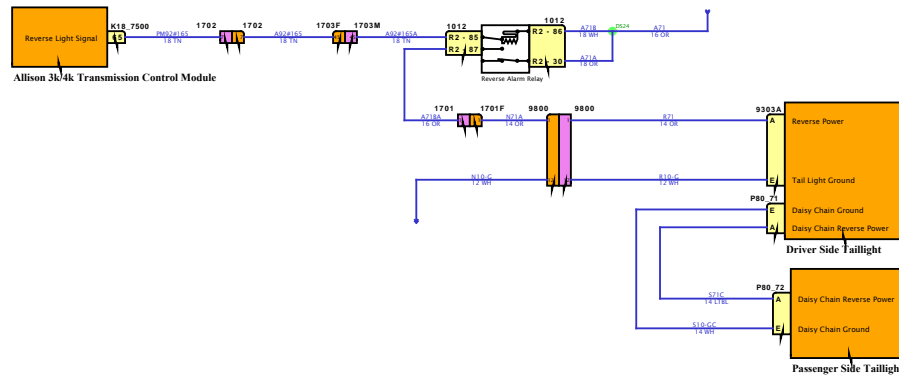 Reverse Light Signal
K18_7500
PM92#165
18 TN
1702
1702
A92#165
18 TN
1703F
1703M
A92#165A
18 TN
1012
1012
R2 - 85
R2 - 87
R2 - 86
R2 - 30
Reverse Alarm Relay
A71B
18 WH
DS24
A71
16 OR
A71A
18 OR
Allison 3k/4k Transmission Control Module
1701
1701F
A71BA
16 OR
N71A
14 OR
9800
9800
R71
14 OR
9303A
A
Reverse Power
N10-G
12 WH
R10-G
12 WH
E
Tail Light Ground
P80_71
E
Daisy Chain Ground
A
Daisy Chain Reverse Power
Driver Side Taillight
P80_72
S71C
14 LTBL
A
Daisy Chain Reverse Power
S10-GC
14 WH
E
Daisy Chain Ground
Passenger Side Tailligh